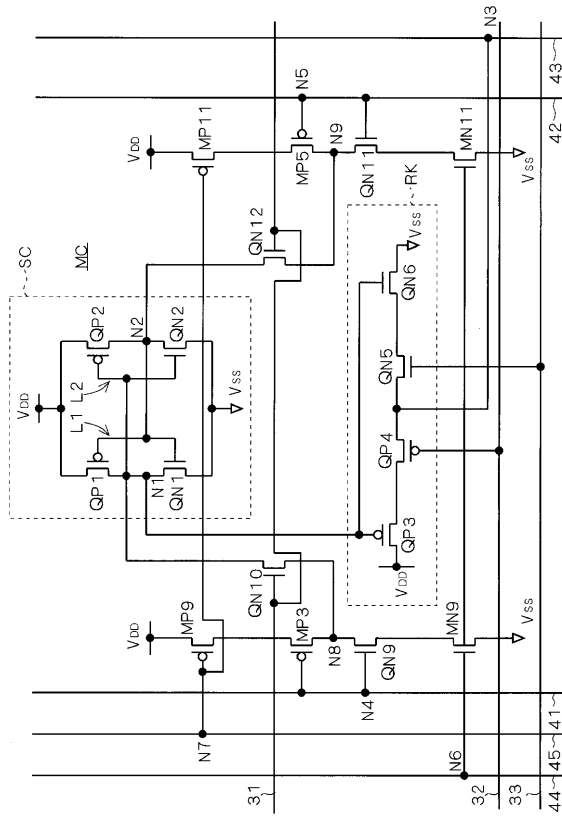 SC
MC
VDD
L1
L2
QP1
QP2
N1
N2
QN1
QN2
VSS
VDD
MP9
N7
QN10
QN12
VDD
MP11
31
MP3
N8
N4
QN9
MN9
VSS
N6
N5
MP5
N9
QN11
MN11
VSS
RK
VDD
QP3
QP4
QN5
QN6
VSS
N3
32
33
44
45
41
42
43